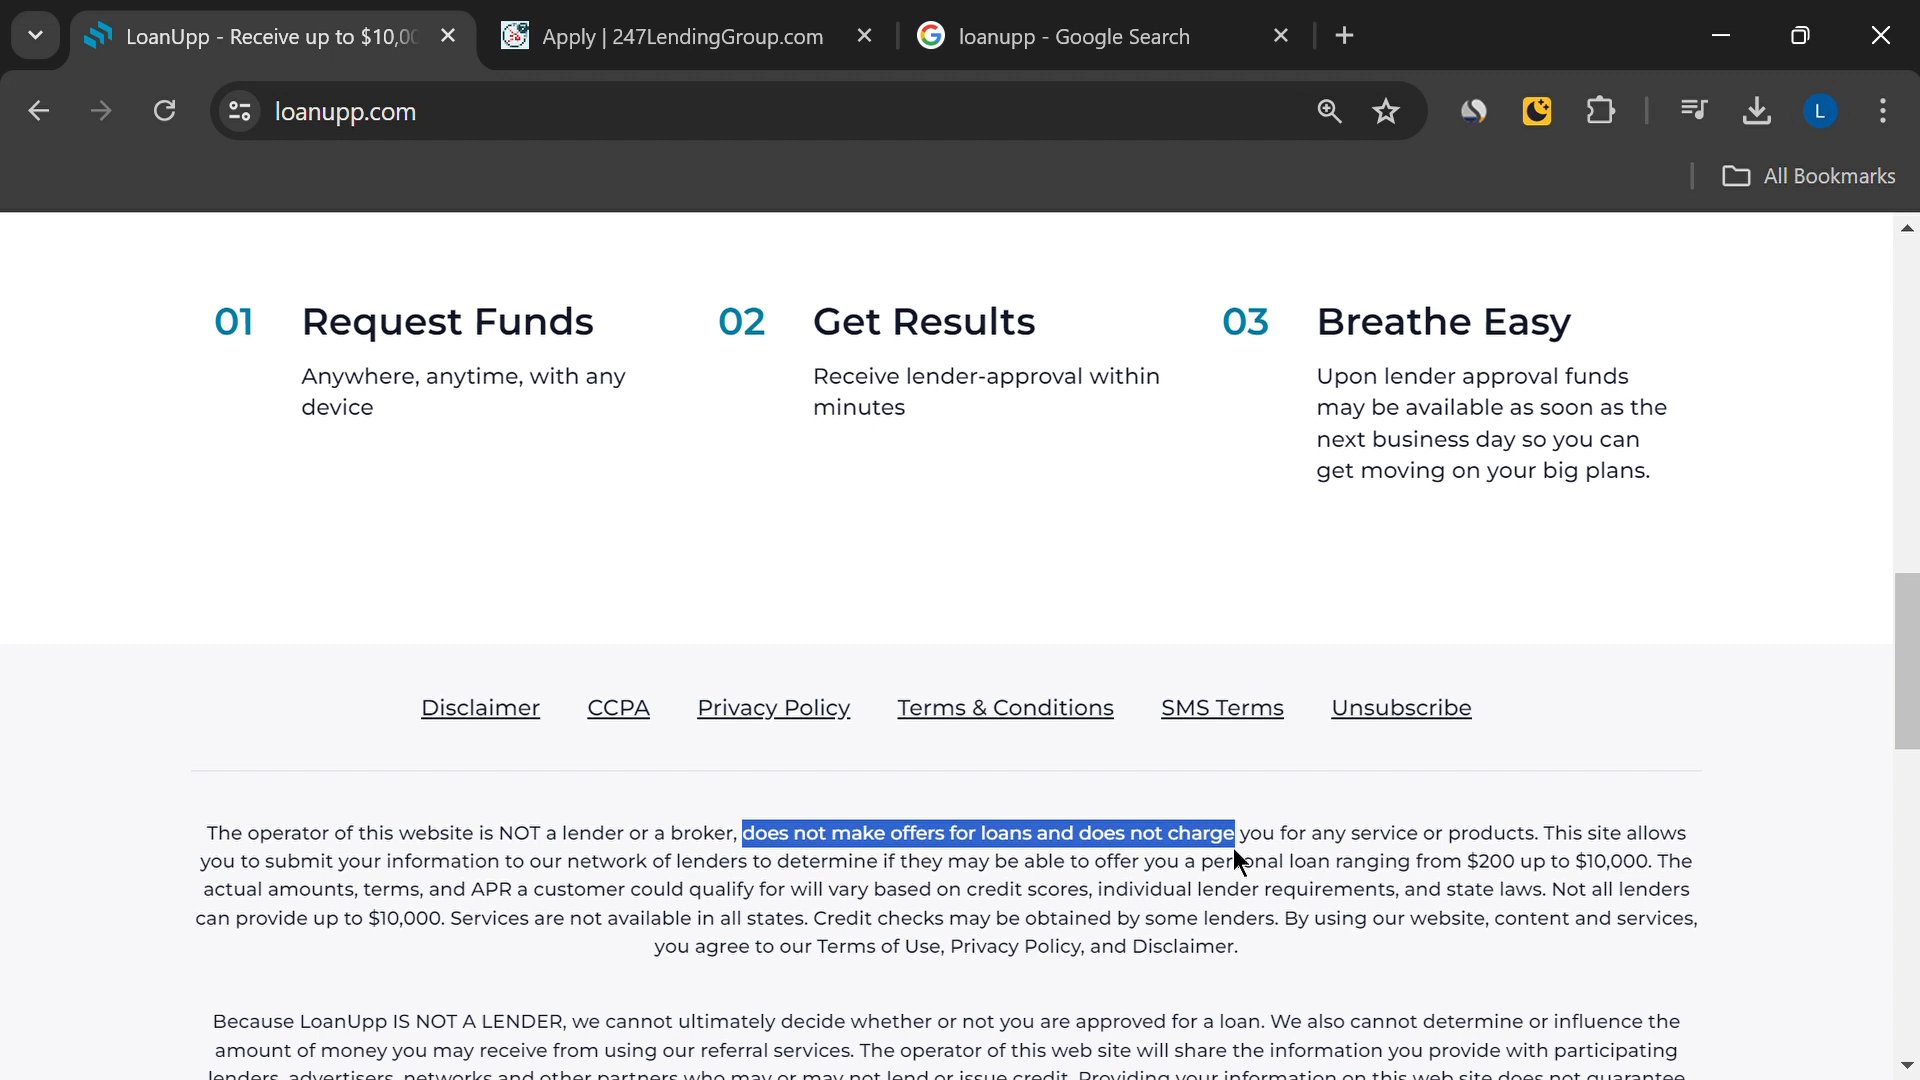 LoanUpp - Receive up to $10,0
Apply | 247LendingGroup.com
loanupp - Google Search
loanupp.com
L
All Bookmarks
01 Request Funds
Anywhere, anytime, with any
device
02 Get Results
Receive lender-approval within
minutes
03 Breathe Easy
Upon lender approval funds
may be available as soon as the
next business day so you can
get moving on your big plans.
Disclaimer CCPA Privacy Policy Terms & Conditions SMS Terms Unsubscribe
The operator of this website is NOT a lender or a broker, does not make offers for loans and does not charge you for any service or products. This site allows
you to submit your information to our network of lenders to determine if they may be able to offer you a personal loan ranging from $200 up to $10,000. The
actual amounts, terms, and APR a customer could qualify for will vary based on credit scores, individual lender requirements, and state laws. Not all lenders
can provide up to $10,000. Services are not available in all states. Credit checks may be obtained by some lenders. By using our website, content and services,
you agree to our Terms of Use, Privacy Policy, and Disclaimer.
Because LoanUpp IS NOT A LENDER, we cannot ultimately decide whether or not you are approved for a loan. We also cannot determine or influence the
amount of money you may receive from using our referral services. The operator of this web site will share the information you provide with participating
lenders, advertisers, networks and other partners who may or may not lend or issue credit. Providing your information on this web site does not guarantee